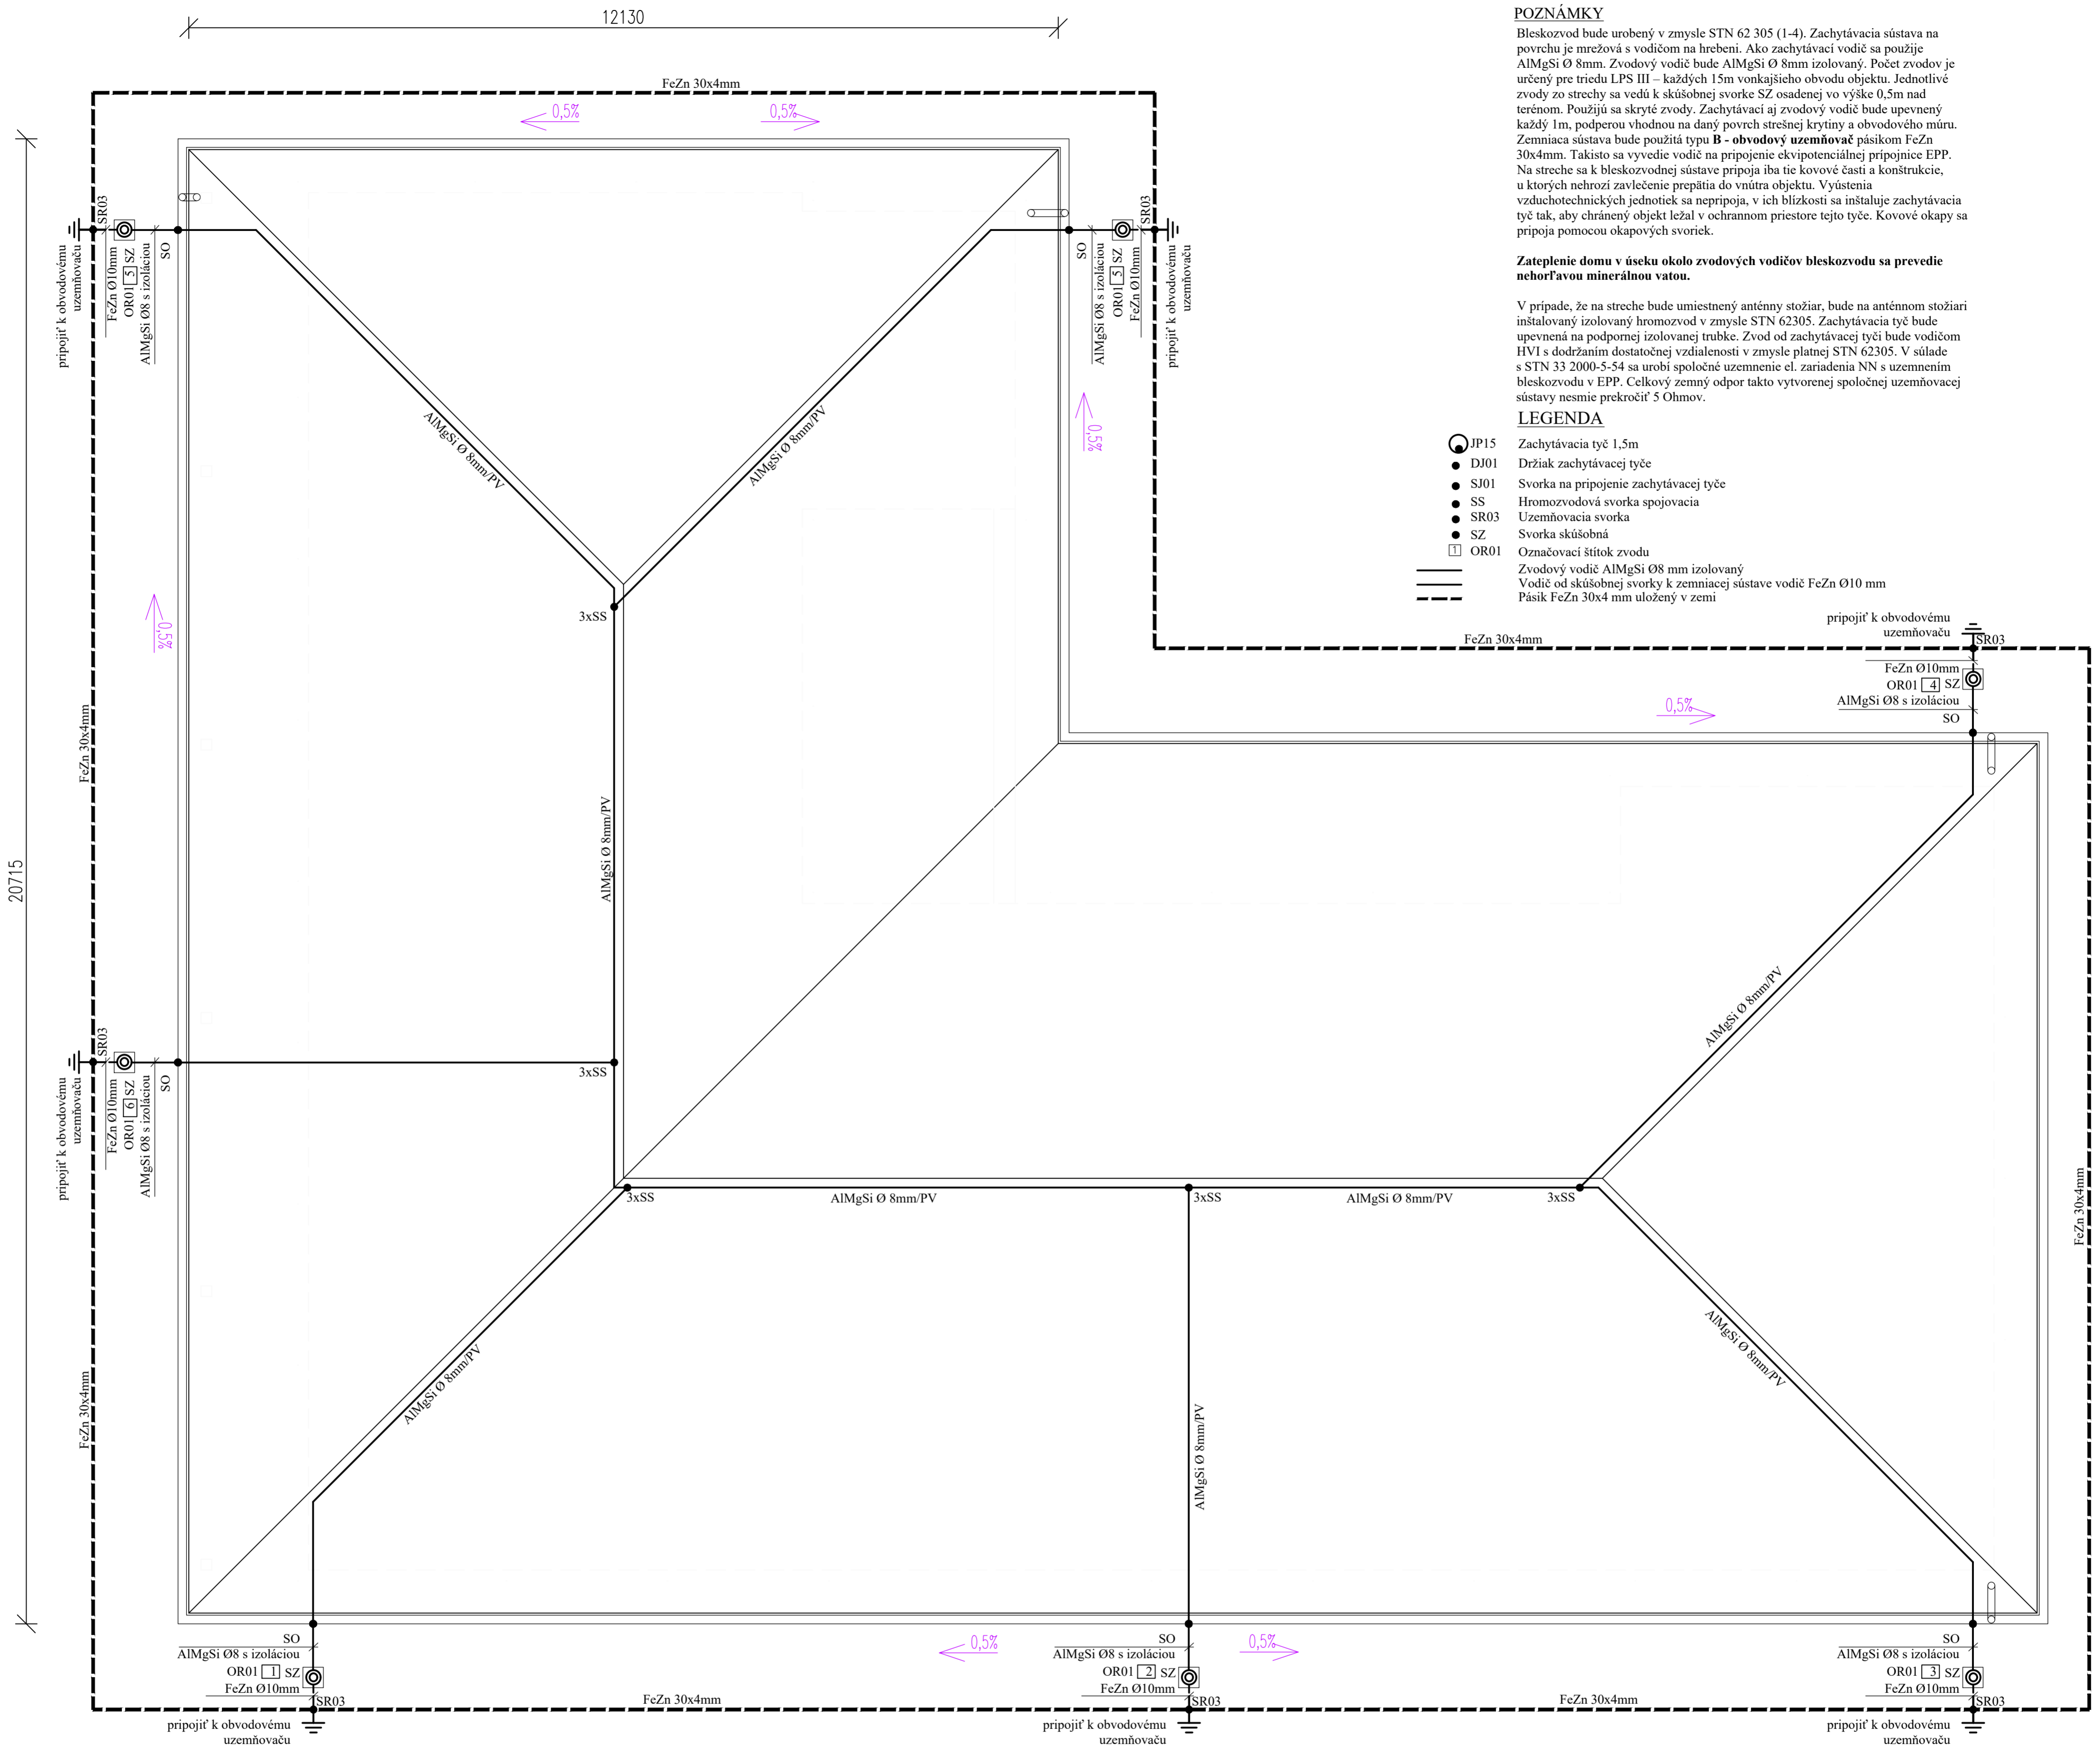 12130
POZNÁMKY
Bleskozvod bude urobený v zmysle STN 62 305 (1-4). Zachytávacia sústava na
povrchu je mrežová s vodičom na hrebeni. Ako zachytávací vodič sa použije
AlMgSi Ø 8mm. Zvodový vodič bude AlMgSi Ø 8mm izolovaný. Počet zvodov je
určený pre triedu LPS III – každých 15m vonkajšieho obvodu objektu. Jednotlivé
zvody zo strechy sa vedú k skúšobnej svorke SZ osadenej vo výške 0,5m nad
terénom. Použijú sa skryté zvody. Zachytávací aj zvodový vodič bude upevnený
každý 1m, podperou vhodnou na daný povrch strešnej krytiny a obvodového múru.
Zemniaca sústava bude použitá typu B - obvodový uzemňovač pásikom FeZn
30x4mm. Takisto sa vyvedie vodič na pripojenie ekvipotenciálnej prípojnice EPP.
Na streche sa k bleskozvodnej sústave pripoja iba tie kovové časti a konštrukcie,
u ktorých nehrozí zavlečenie prepätia do vnútra objektu. Vyústenia
vzduchotechnických jednotiek sa nepripoja, v ich blízkosti sa inštaluje zachytávacia
tyč tak, aby chránený objekt ležal v ochrannom priestore tejto tyče. Kovové okapy sa
pripoja pomocou okapových svoriek.
Zateplenie domu v úseku okolo zvodových vodičov bleskozvodu sa prevedie
nehorľavou minerálnou vatou.
V prípade, že na streche bude umiestnený anténny stožiar, bude na anténnom stožiari
inštalovaný izolovaný hromozvod v zmysle STN 62305. Zachytávacia tyč bude
upevnená na podpornej izolovanej trubke. Zvod od zachytávacej tyči bude vodičom
HVI s dodržaním dostatočnej vzdialenosti v zmysle platnej STN 62305. V súlade
s STN 33 2000-5-54 sa urobí spoločné uzemnenie el. zariadenia NN s uzemnením
bleskozvodu v EPP. Celkový zemný odpor takto vytvorenej spoločnej uzemňovacej
sústavy nesmie prekročiť 5 Ohmov.
LEGENDA
JP15 Zachytávacia tyč 1,5m
DJ01 Držiak zachytávacej tyče
SJ01 Svorka na pripojenie zachytávacej tyče
SS Hromozvodová svorka spojovacia
SR03 Uzemňovacia svorka
SZ Svorka skúšobná
1 OR01 Označovací štítok zvodu
Zvodový vodič AlMgSi Ø8 mm izolovaný
Vodič od skúšobnej svorky k zemniacej sústave vodič FeZn Ø10 mm
Pásik FeZn 30x4 mm uložený v zemi
FeZn 30x4mm
0,5%
0,5%
SR03
pripojiť k obvodovému
uzemňovaču
FeZn Ø10mm
OR01 5 SZ
AlMgSi Ø8 s izoláciou
SO
SO
AlMgSi Ø8 s izoláciou
OR01 5 SZ
FeZn Ø10mm
SR03
pripojiť k obvodovému
uzemňovaču
AlMgSi Ø 8mm/PV
AlMgSi Ø 8mm/PV
0,5%
0,5%
3xSS
pripojiť k obvodovému
uzemňovaču
SR03
FeZn 30x4mm
FeZn Ø10mm
OR01 4 SZ
AlMgSi Ø8 s izoláciou
SO
0,5%
FeZn 30x4mm
20715
AlMgSi Ø 8mm/PV
AlMgSi Ø 8mm/PV
SR03
pripojiť k obvodovému
uzemňovaču
FeZn Ø10mm
OR01 6 SZ
AlMgSi Ø8 s izoláciou
SO
3xSS
3xSS
AlMgSi Ø 8mm/PV
3xSS
AlMgSi Ø 8mm/PV
3xSS
FeZn 30x4mm
AlMgSi Ø 8mm/PV
AlMgSi Ø 8mm/PV
AlMgSi Ø 8mm/PV
FeZn 30x4mm
SO
AlMgSi Ø8 s izoláciou
OR01 1 SZ
FeZn Ø10mm
SR03
pripojiť k obvodovému
uzemňovaču
FeZn 30x4mm
0,5%
SO
AlMgSi Ø8 s izoláciou
OR01 2 SZ
FeZn Ø10mm
SR03
pripojiť k obvodovému
uzemňovaču
0,5%
FeZn 30x4mm
SO
AlMgSi Ø8 s izoláciou
OR01 3 SZ
FeZn Ø10mm
SR03
pripojiť k obvodovému
uzemňovaču